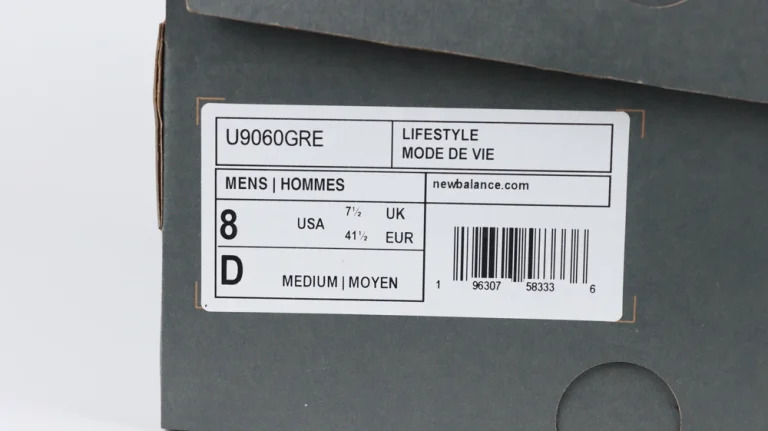 U9060GRE
LIFESTYLE
MODE DE VIE
MENS | HOMMES
newbalance.com
8
USA
7½ UK
41½ EUR
D
MEDIUM | MOYEN
1 96307 58333 6